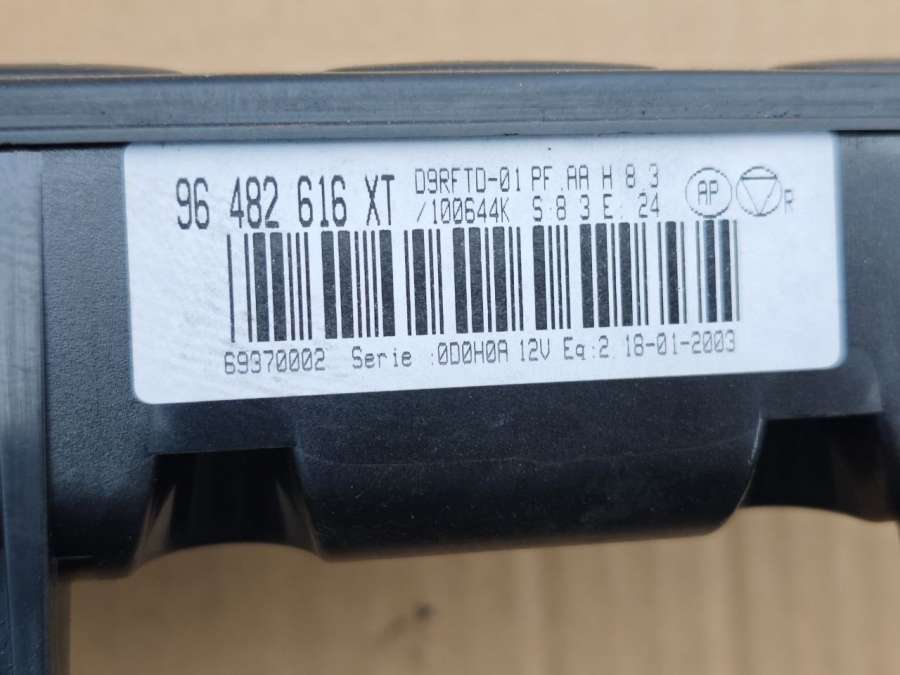 96 482 616 XT D9RFTD-01 PF.AA H 8.3
/100644K S:8 3 E: 24 AP R
69370002 Serie :0D0H0A 12V Eq:2 18-01-2003